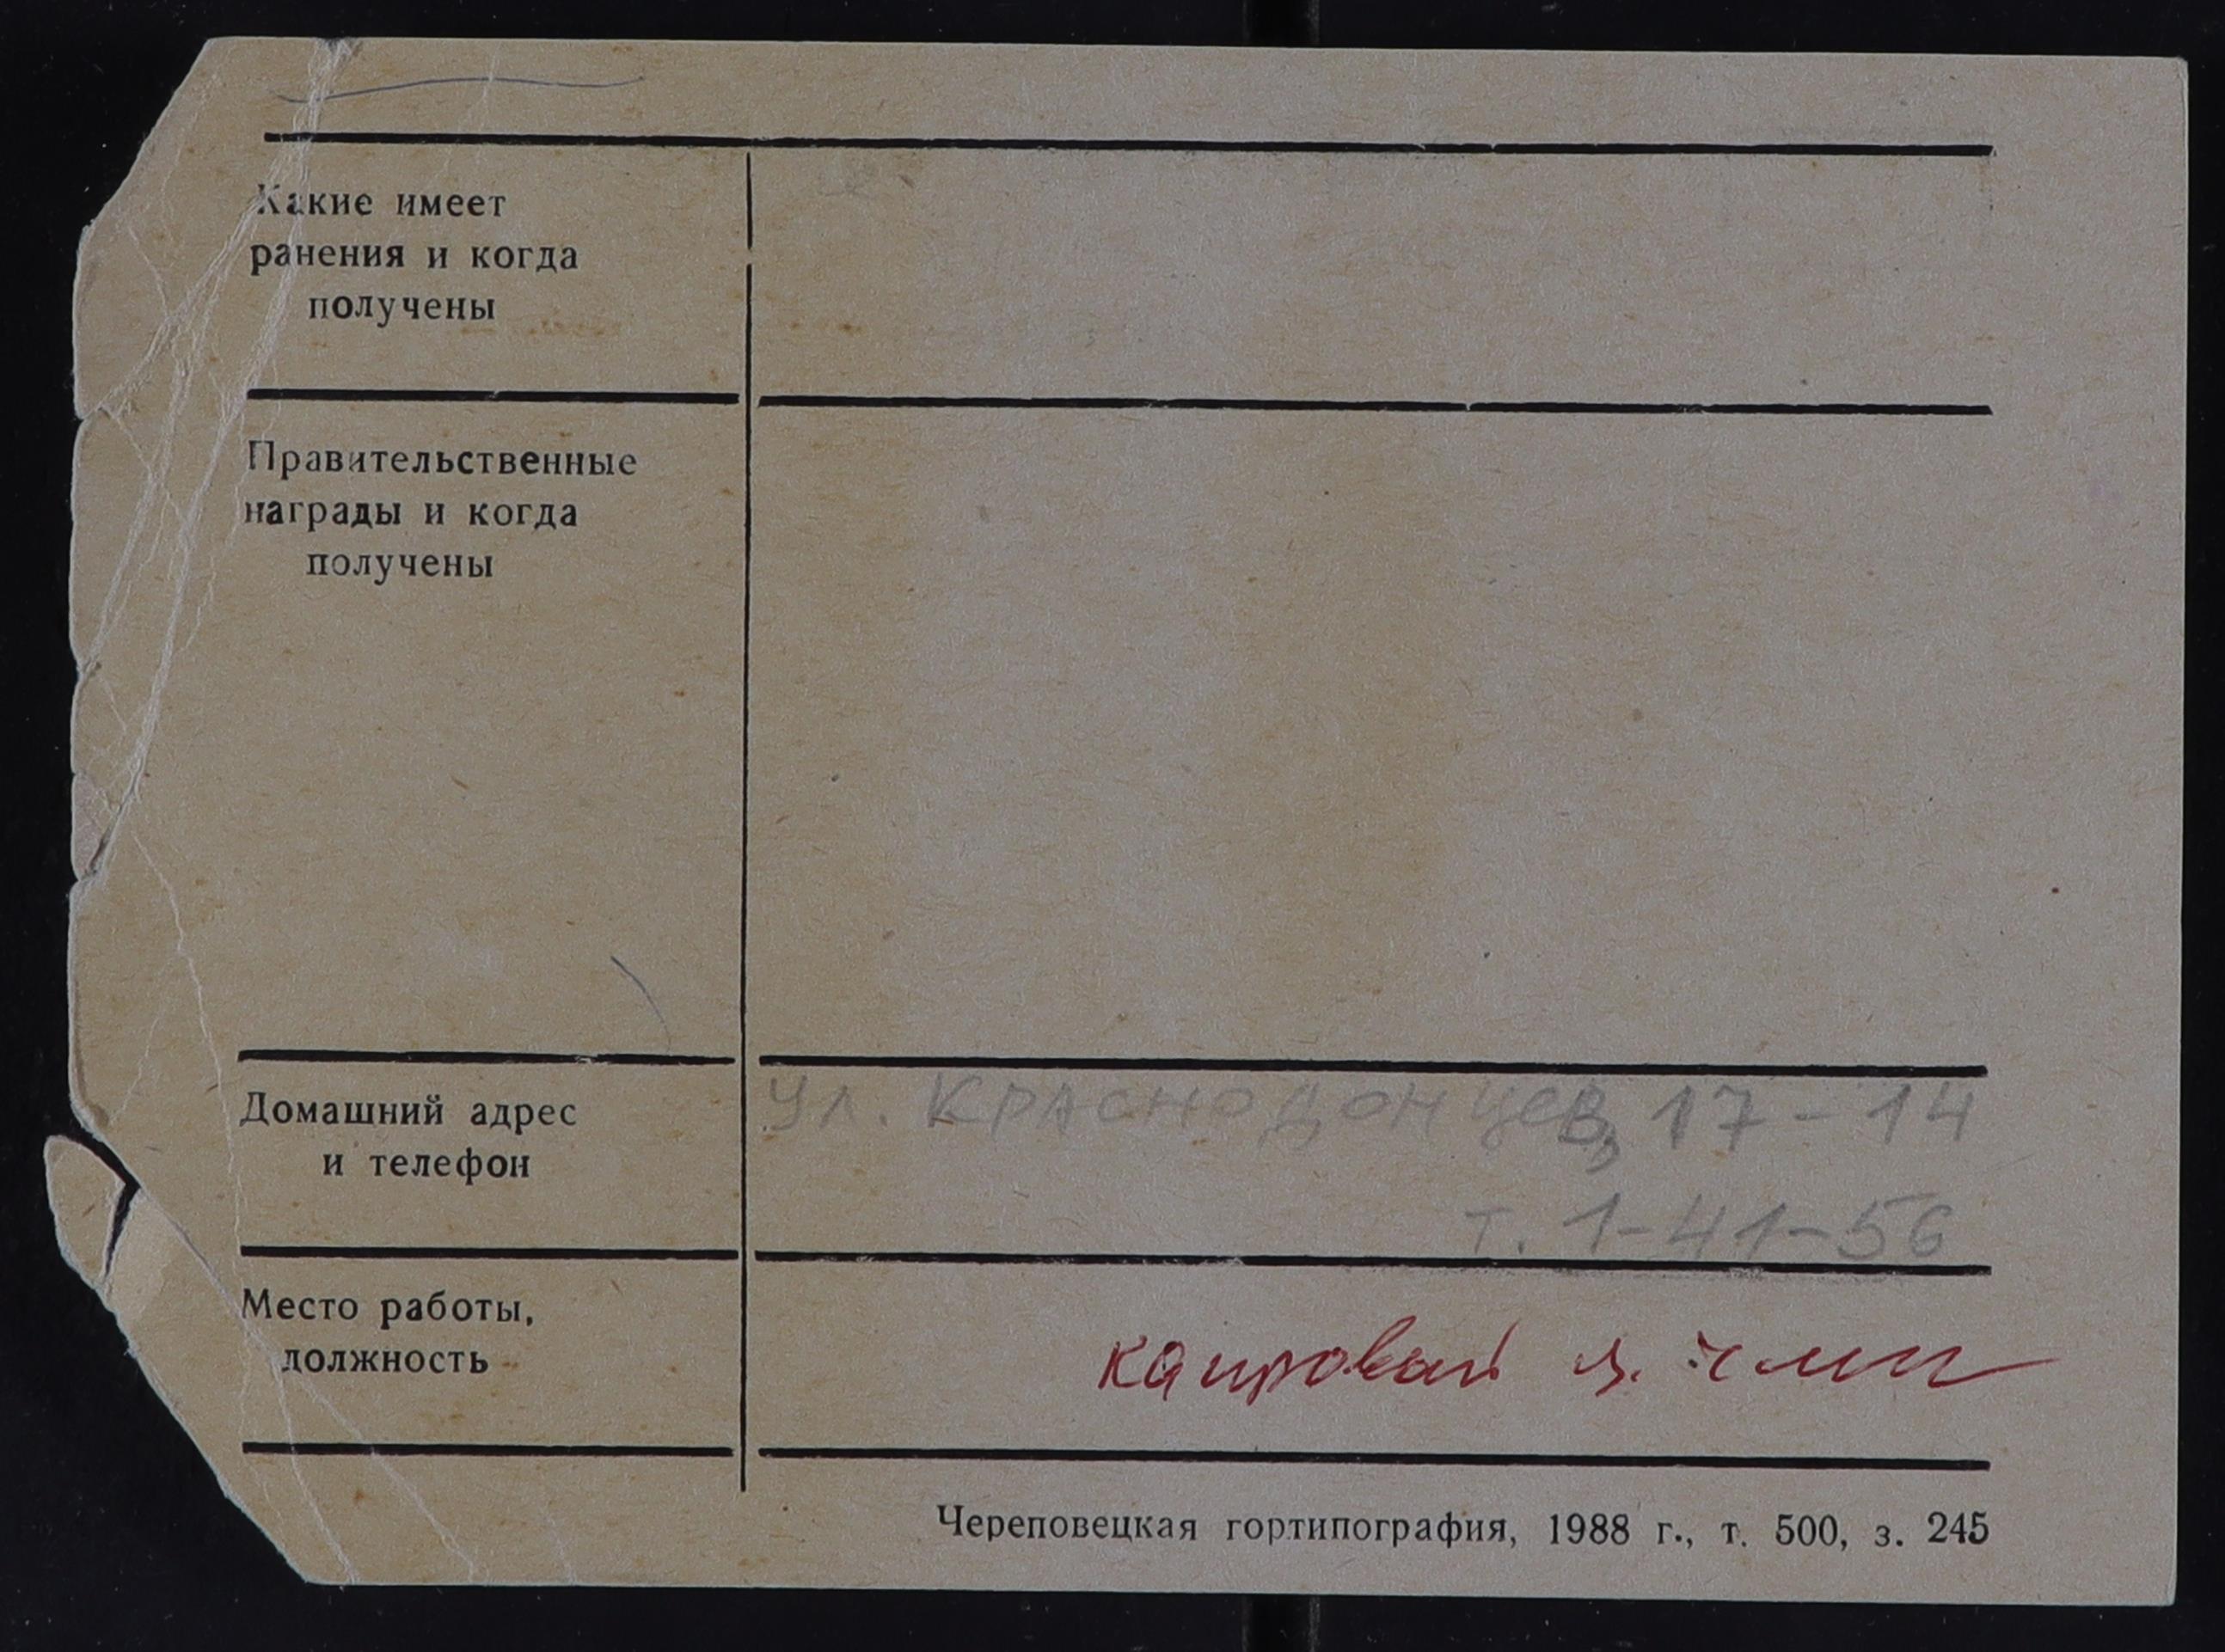 Какие имеет
ранения и когда
получены
Правительственные
награды и когда
получены
Домашний адрес
и телефон
ул. Краснодонцев, 17-14
т. 1-41-56
Место работы,
должность
ц. чмк
Череповецкая гортипография, 1988 г., т. 500, з. 245